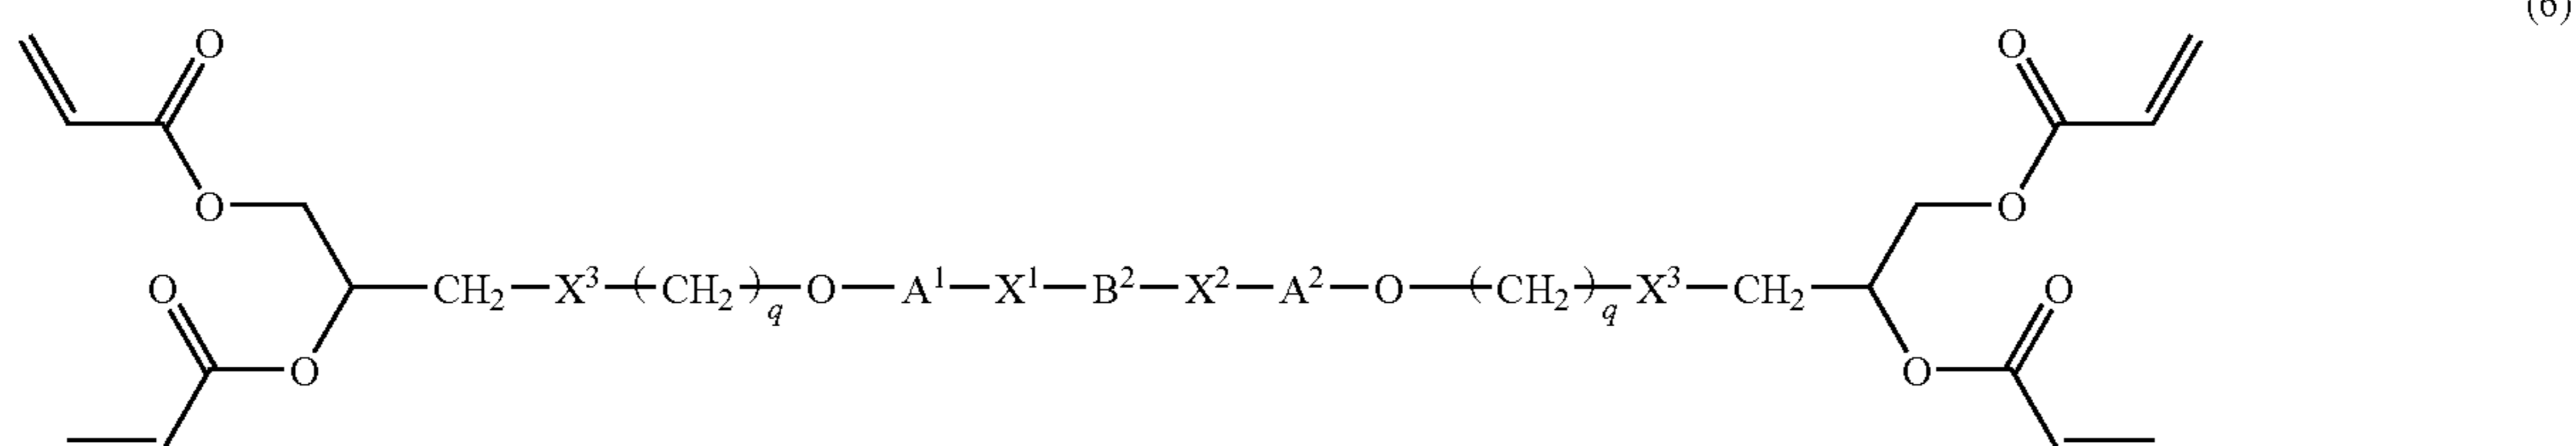 (6)
O O
O O
CH₂—X³—(CH₂)q—O—A¹—X¹—B²—X²—A²—O—(CH₂)q—X³—CH₂
O O
O O